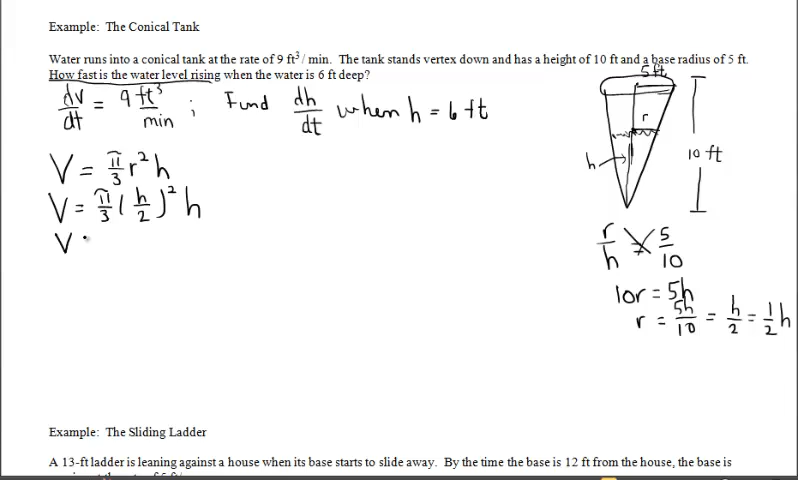 Example: The Conical Tank
Water runs into a conical tank at the rate of 9 ft³/ min. The tank stands vertex down and has a height of 10 ft and a base radius of 5 ft.
How fast is the water level rising when the water is 6 ft deep?
dv/dt = 9 ft³/min ; Find dh/dt when h = 6 ft
V = π/3 r² h
V = π/3 (h/2)² h
V
5 ft
r
h
10 ft
r/h = 5/10
10r = 5h
r = 5h/10 = h/2 = 1/2 h
Example: The Sliding Ladder
A 13-ft ladder is leaning against a house when its base starts to slide away. By the time the base is 12 ft from the house, the base is